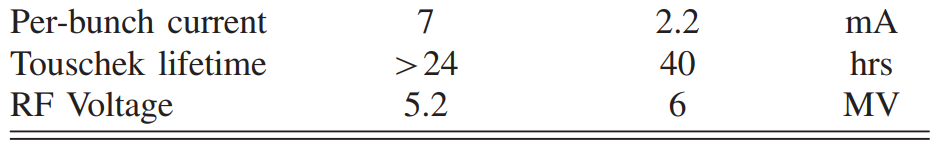 Per-bunch current 7 2.2 mA
Touschek lifetime >24 40 hrs
RF Voltage 5.2 6 MV